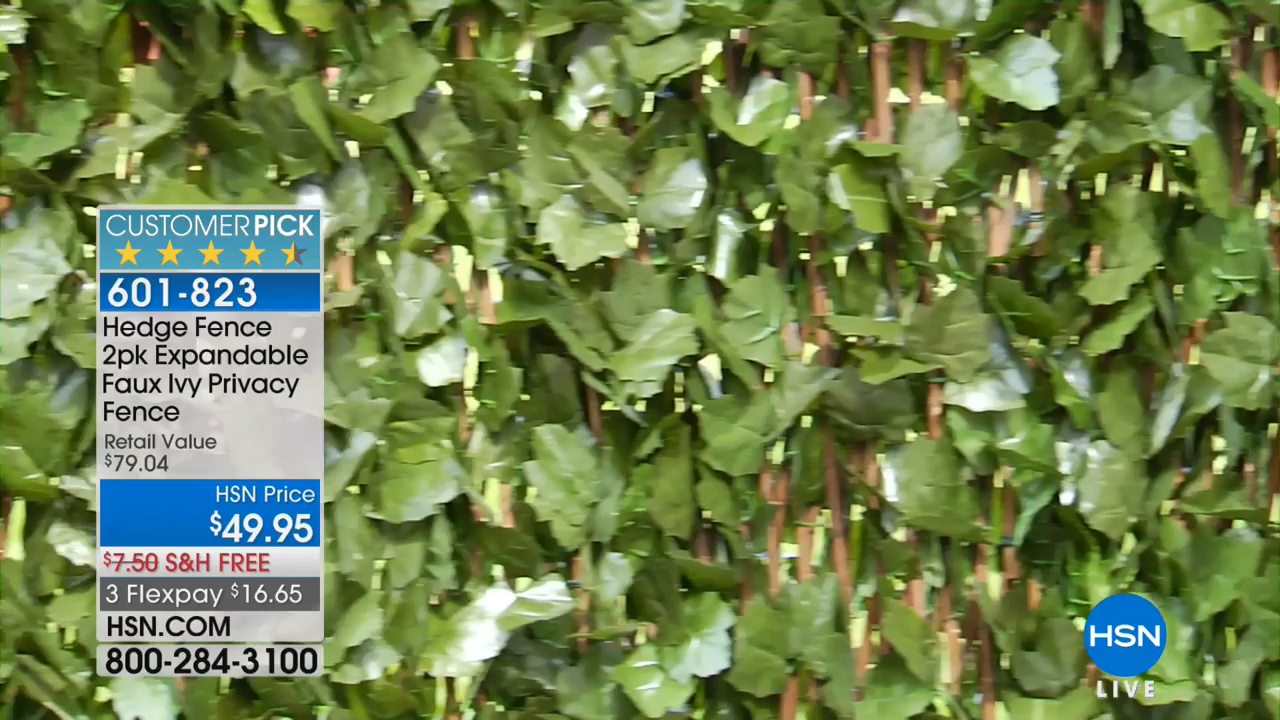 CUSTOMER PICK
601-823
Hedge Fence
2pk Expandable
Faux Ivy Privacy
Fence
Retail Value
$79.04
HSN Price
$49.95
$7.50 S&H FREE
3 Flexpay $16.65
HSN.COM
800-284-3100
HSN
LIVE